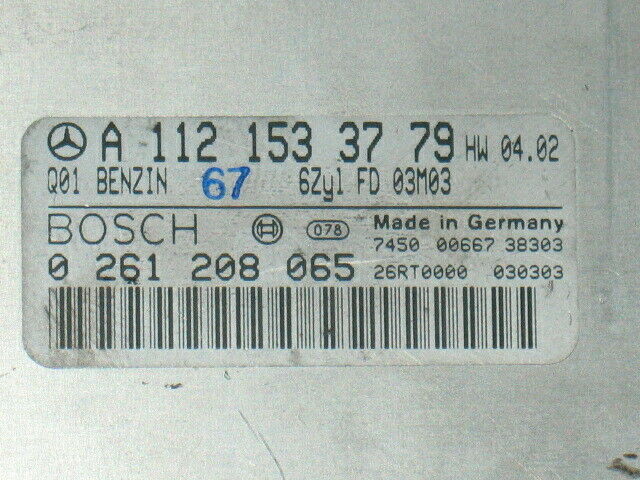 A 112 153 37 79 HW 04.02
Q01 BENZIN 67 6Zyl FD 03M03
BOSCH 078 Made in Germany
7450 00667 38303
0 261 208 065 26RT0000 030303